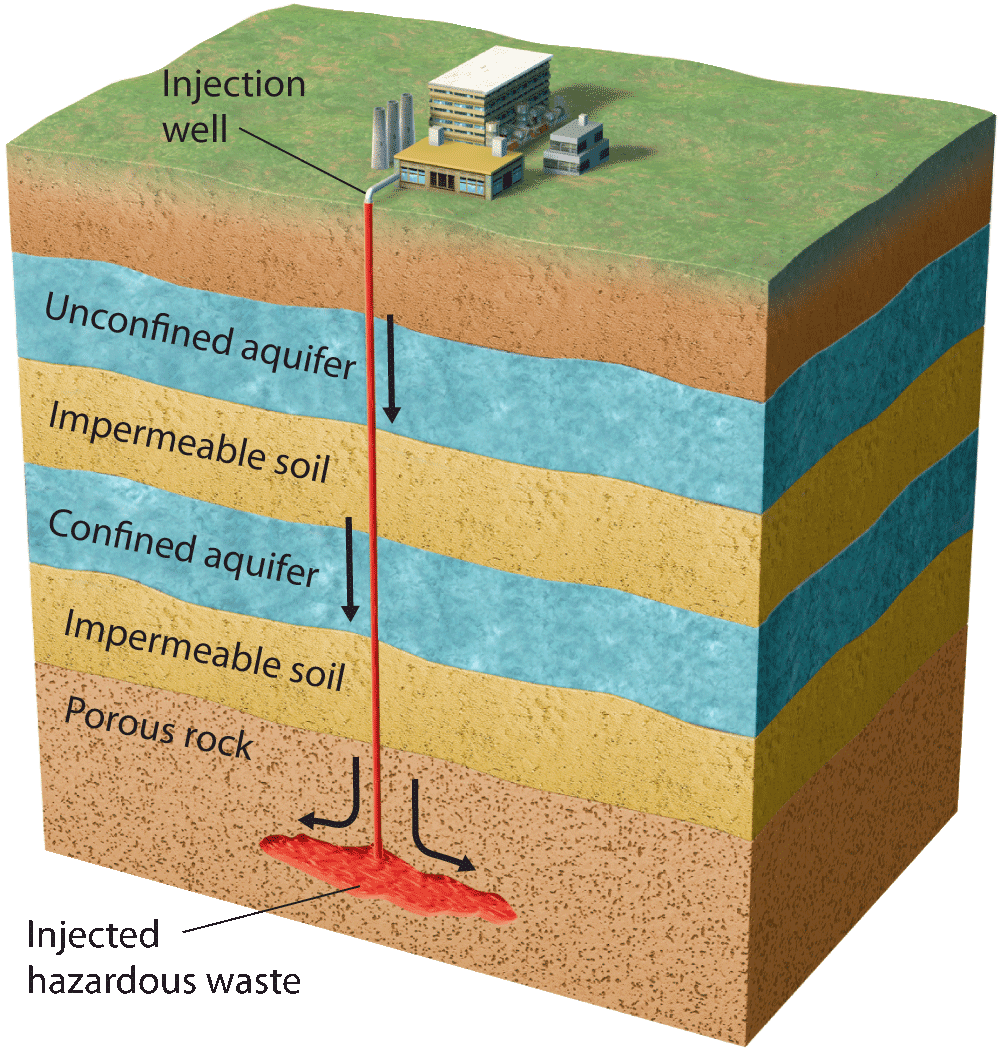 Injection
well
Unconfined aquifer
Impermeable soil
Confined aquifer
Impermeable soil
Porous rock
Injected
hazardous waste